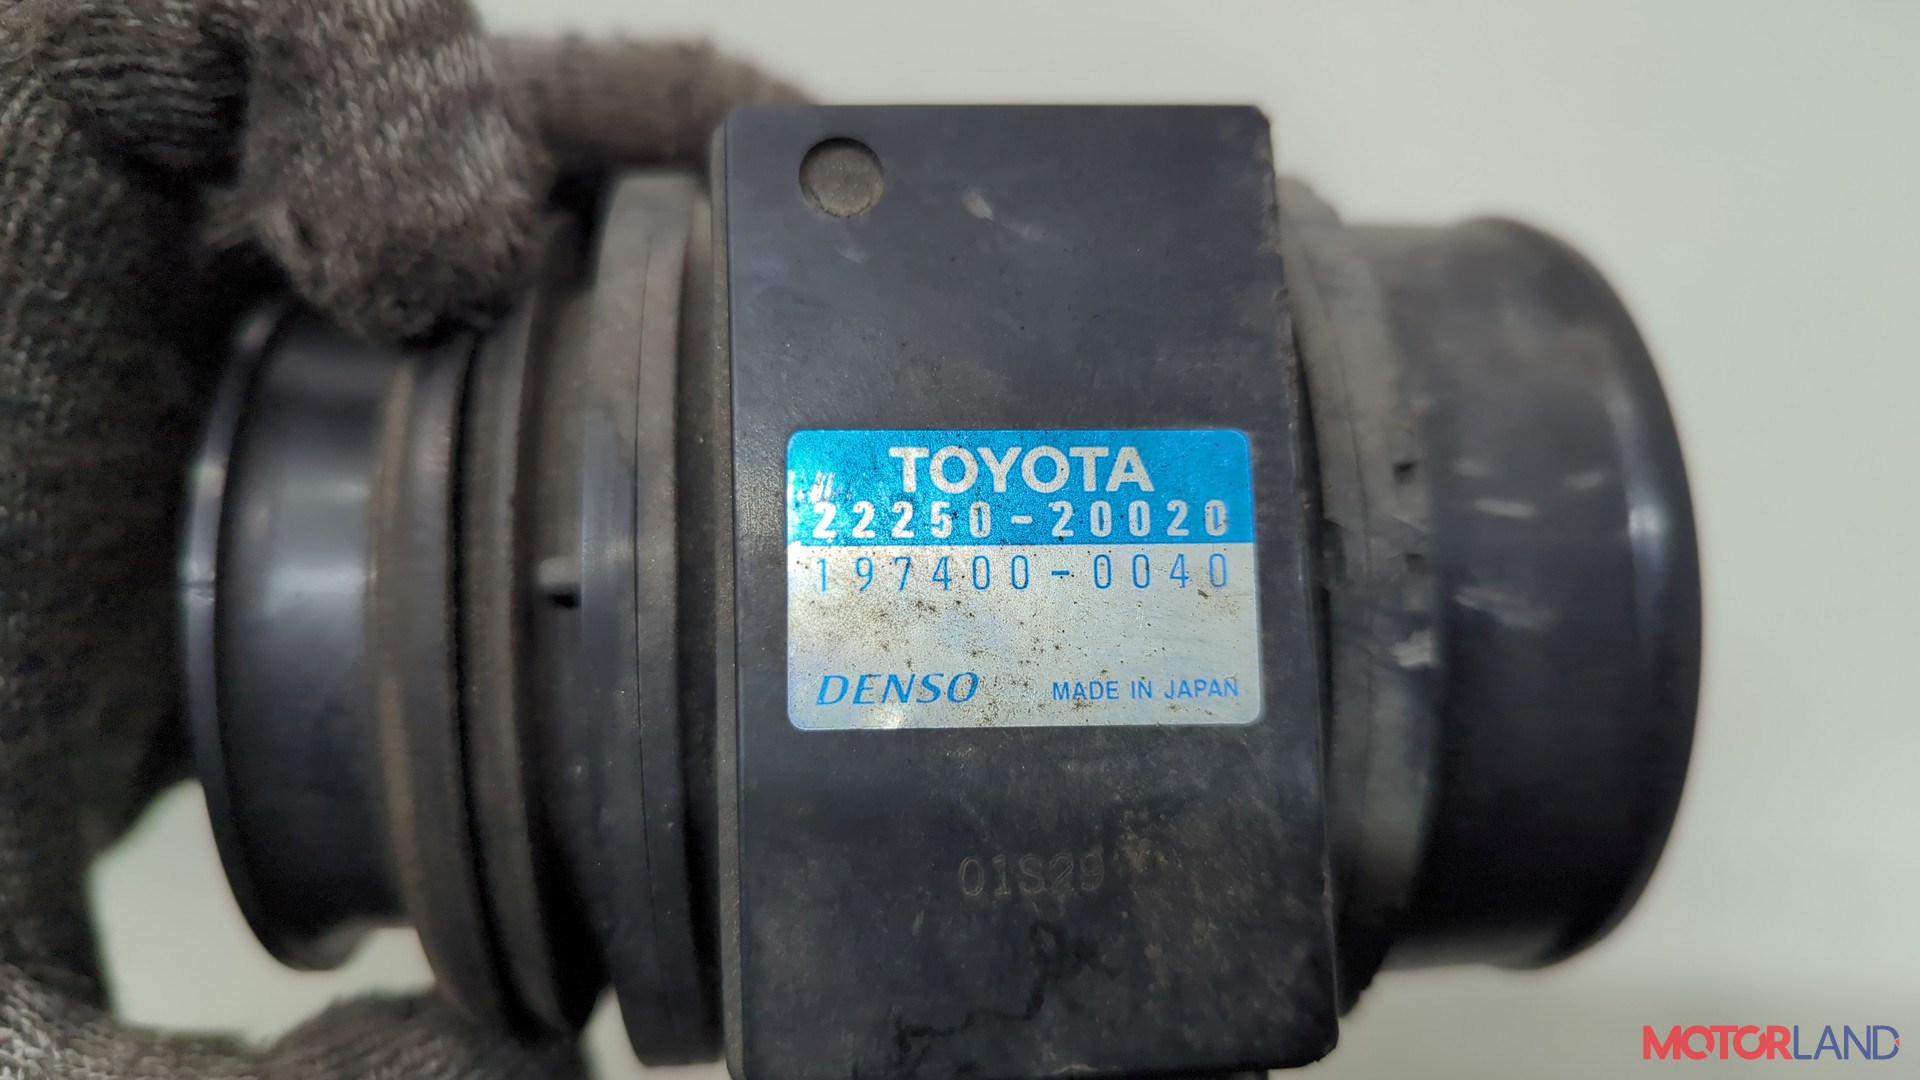 TOYOTA
22250-20020
197400-0040
DENSO MADE IN JAPAN
01S29
MOTORLAND